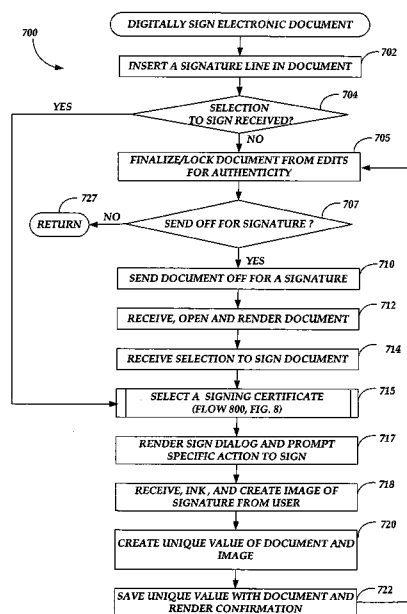 DIGITALLY SIGN ELECTRONIC DOCUMENT
700
702
INSERT A SIGNATURE LINE IN DOCUMENT
704
YES
SELECTION
TO SIGN RECEIVED?
NO
705
FINALIZE/LOCK DOCUMENT FROM EDITS
FOR AUTHENTICITY
727
707
RETURN
NO
SEND OFF FOR SIGNATURE ?
YES
710
SEND DOCUMENT OFF FOR A SIGNATURE
712
RECEIVE, OPEN AND RENDER DOCUMENT
714
RECEIVE SELECTION TO SIGN DOCUMENT
715
SELECT A SIGNING CERTIFICATE
(FLOW 800, FIG. 8)
717
RENDER SIGN DIALOG AND PROMPT
SPECIFIC ACTION TO SIGN
718
RECEIVE, INK, AND CREATE IMAGE OF
SIGNATURE FROM USER
720
CREATE UNIQUE VALUE OF DOCUMENT AND
IMAGE
722
SAVE UNIQUE VALUE WITH DOCUMENT AND
RENDER CONFIRMATION